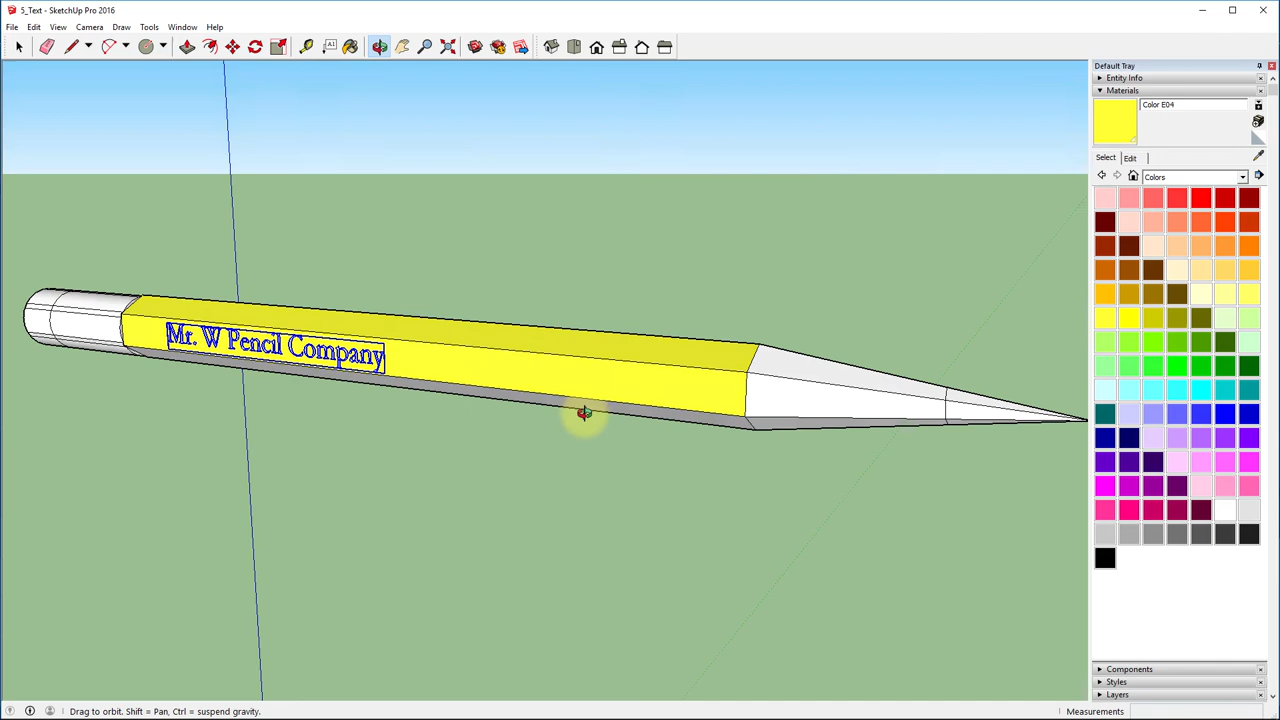 5_Text - SketchUp Pro 2016
File Edit View Camera Draw Tools Window Help
A1
Default Tray
Entity Info
Materials
Color E04
Select Edit
Colors
Mr. W Pencil Company
Components
Styles
Layers
Drag to orbit. Shift = Pan, Ctrl = suspend gravity.
Measurements